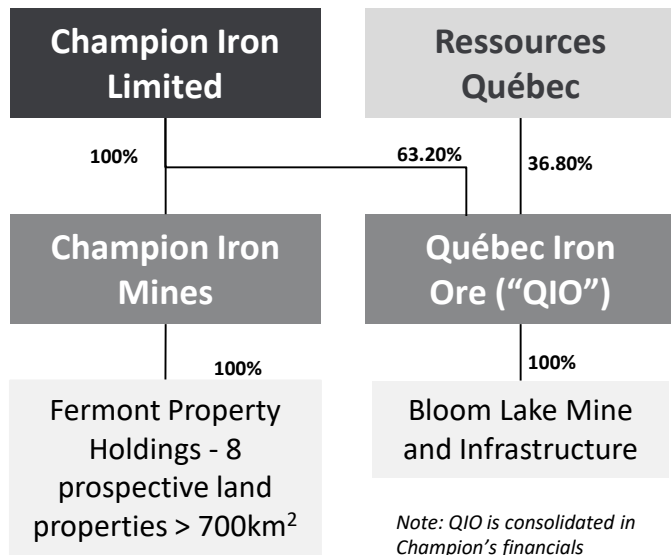 Champion Iron
Limited
Ressources
Québec
100%
63.20%
36.80%
Champion Iron
Mines
Québec Iron
Ore (“QIO”)
100%
100%
Fermont Property
Holdings - 8
prospective land
properties > 700km²
Bloom Lake Mine
and Infrastructure
Note: QIO is consolidated in
Champion’s financials